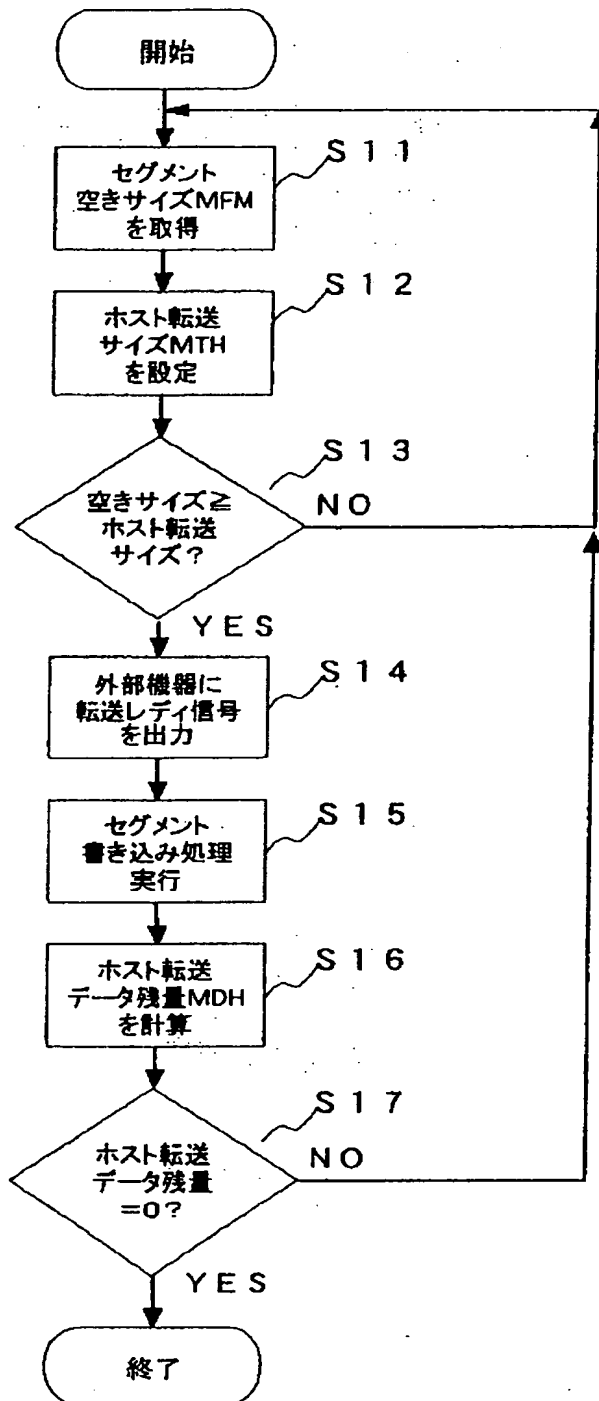 開始
S11
セグメント
空きサイズMFM
を取得
S12
ホスト転送
サイズMTH
を設定
S13
空きサイズ≧
ホスト転送
サイズ?
NO
YES
S14
外部機器に
転送レディ信号
を出力
S15
セグメント
書き込み処理
実行
S16
ホスト転送
データ残量MDH
を計算
S17
ホスト転送
データ残量
=0?
NO
YES
終了